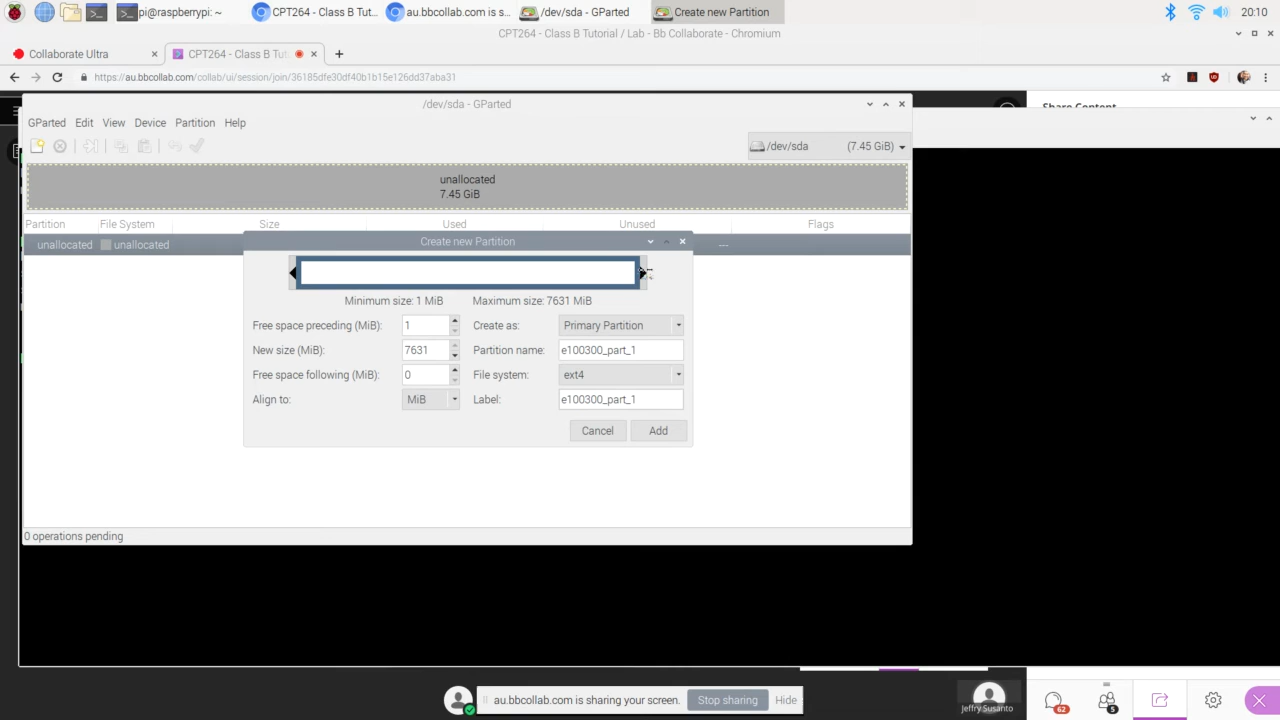 pi@raspberrypi: ~
CPT264 - Class B Tut...
au.bbcollab.com is s...
/dev/sda - GParted
Create new Partition
20:10
CPT264 - Class B Tutorial / Lab - Bb Collaborate - Chromium
Collaborate Ultra
CPT264 - Class B Tut
https://au.bbcollab.com/collab/ui/session/join/36185dfe30df40b1b15e126dd37aba31
Share Content
/dev/sda - GParted
GParted Edit View Device Partition Help
/dev/sda (7.45 GiB)
unallocated
7.45 GiB
Partition File System Size Used Unused Flags
unallocated unallocated ---
Create new Partition
Minimum size: 1 MiB Maximum size: 7631 MiB
Free space preceding (MiB): 1 Create as: Primary Partition
New size (MiB): 7631 Partition name: e100300_part_1
Free space following (MiB): 0 File system: ext4
Align to: MiB Label: e100300_part_1
Cancel Add
0 operations pending
au.bbcollab.com is sharing your screen. Stop sharing Hide
Jeffry Susanto
62
5